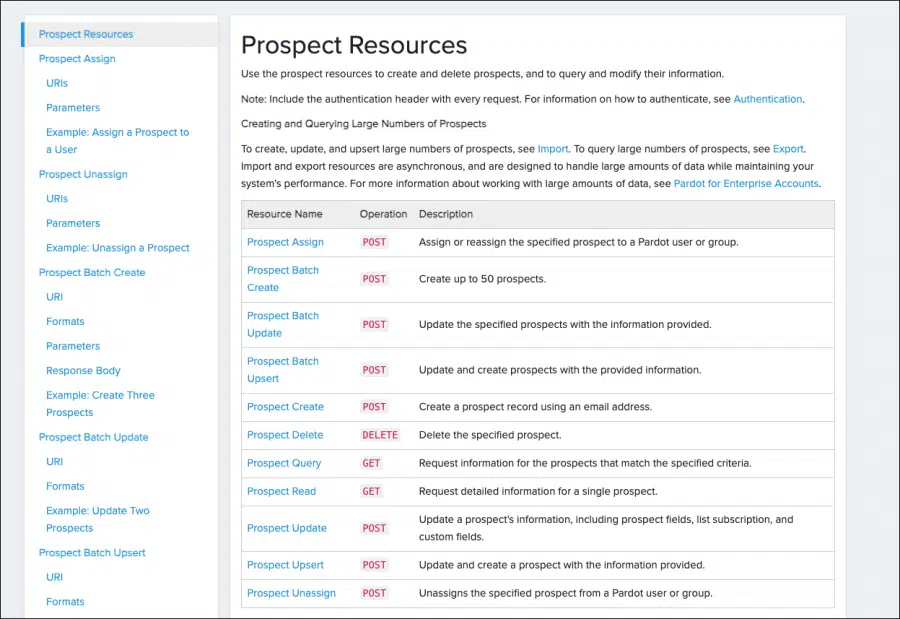 Prospect Resources
Prospect Assign
URIs
Parameters
Example: Assign a Prospect to
a User
Prospect Unassign
URIs
Parameters
Example: Unassign a Prospect
Prospect Batch Create
URI
Formats
Parameters
Response Body
Example: Create Three
Prospects
Prospect Batch Update
URI
Formats
Example: Update Two
Prospects
Prospect Batch Upsert
URI
Formats
Prospect Resources
Use the prospect resources to create and delete prospects, and to query and modify their information.
Note: Include the authentication header with every request. For information on how to authenticate, see Authentication.
Creating and Querying Large Numbers of Prospects
To create, update, and upsert large numbers of prospects, see Import. To query large numbers of prospects, see Export.
Import and export resources are asynchronous, and are designed to handle large amounts of data while maintaining your
system's performance. For more information about working with large amounts of data, see Pardot for Enterprise Accounts.
Resource Name Operation Description
Prospect Assign POST Assign or reassign the specified prospect to a Pardot user or group.
Prospect Batch
Create POST Create up to 50 prospects.
Prospect Batch
Update POST Update the specified prospects with the information provided.
Prospect Batch
Upsert POST Update and create prospects with the provided information.
Prospect Create POST Create a prospect record using an email address.
Prospect Delete DELETE Delete the specified prospect.
Prospect Query GET Request information for the prospects that match the specified criteria.
Prospect Read GET Request detailed information for a single prospect.
Prospect Update POST Update a prospect's information, including prospect fields, list subscription, and
custom fields.
Prospect Upsert POST Update and create a prospect with the information provided.
Prospect Unassign POST Unassigns the specified prospect from a Pardot user or group.